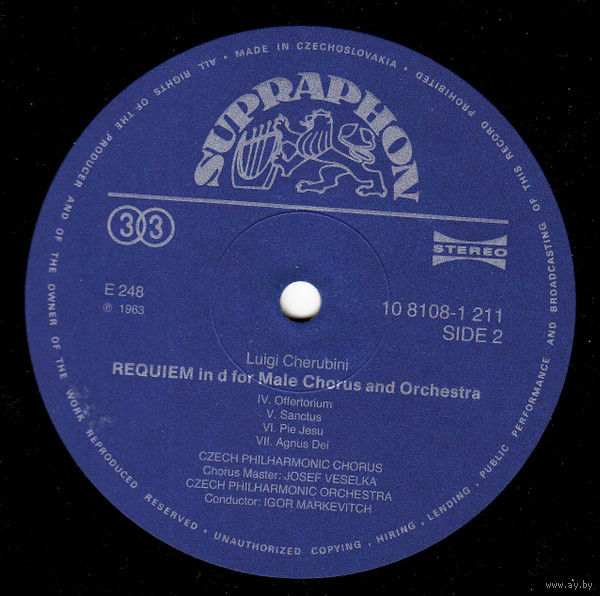 SUPRAPHON
33
STEREO
E 248
℗ 1963
10 8108-1 211
SIDE 2
Luigi Cherubini
REQUIEM in d for Male Chorus and Orchestra
IV. Offertorium
V. Sanctus
VI. Pie Jesu
VII. Agnus Dei
CZECH PHILHARMONIC CHORUS
Chorus Master: JOSEF VESELKA
CZECH PHILHARMONIC ORCHESTRA
Conductor: IGOR MARKEVITCH
MADE IN CZECHOSLOVAKIA • ALL RIGHTS OF THE PRODUCER AND OF THE OWNER OF THE WORK REPRODUCED RESERVED • UNAUTHORIZED COPYING, HIRING, LENDING, PUBLIC PERFORMANCE AND BROADCASTING OF THIS RECORD PROHIBITED •
www.ay.by